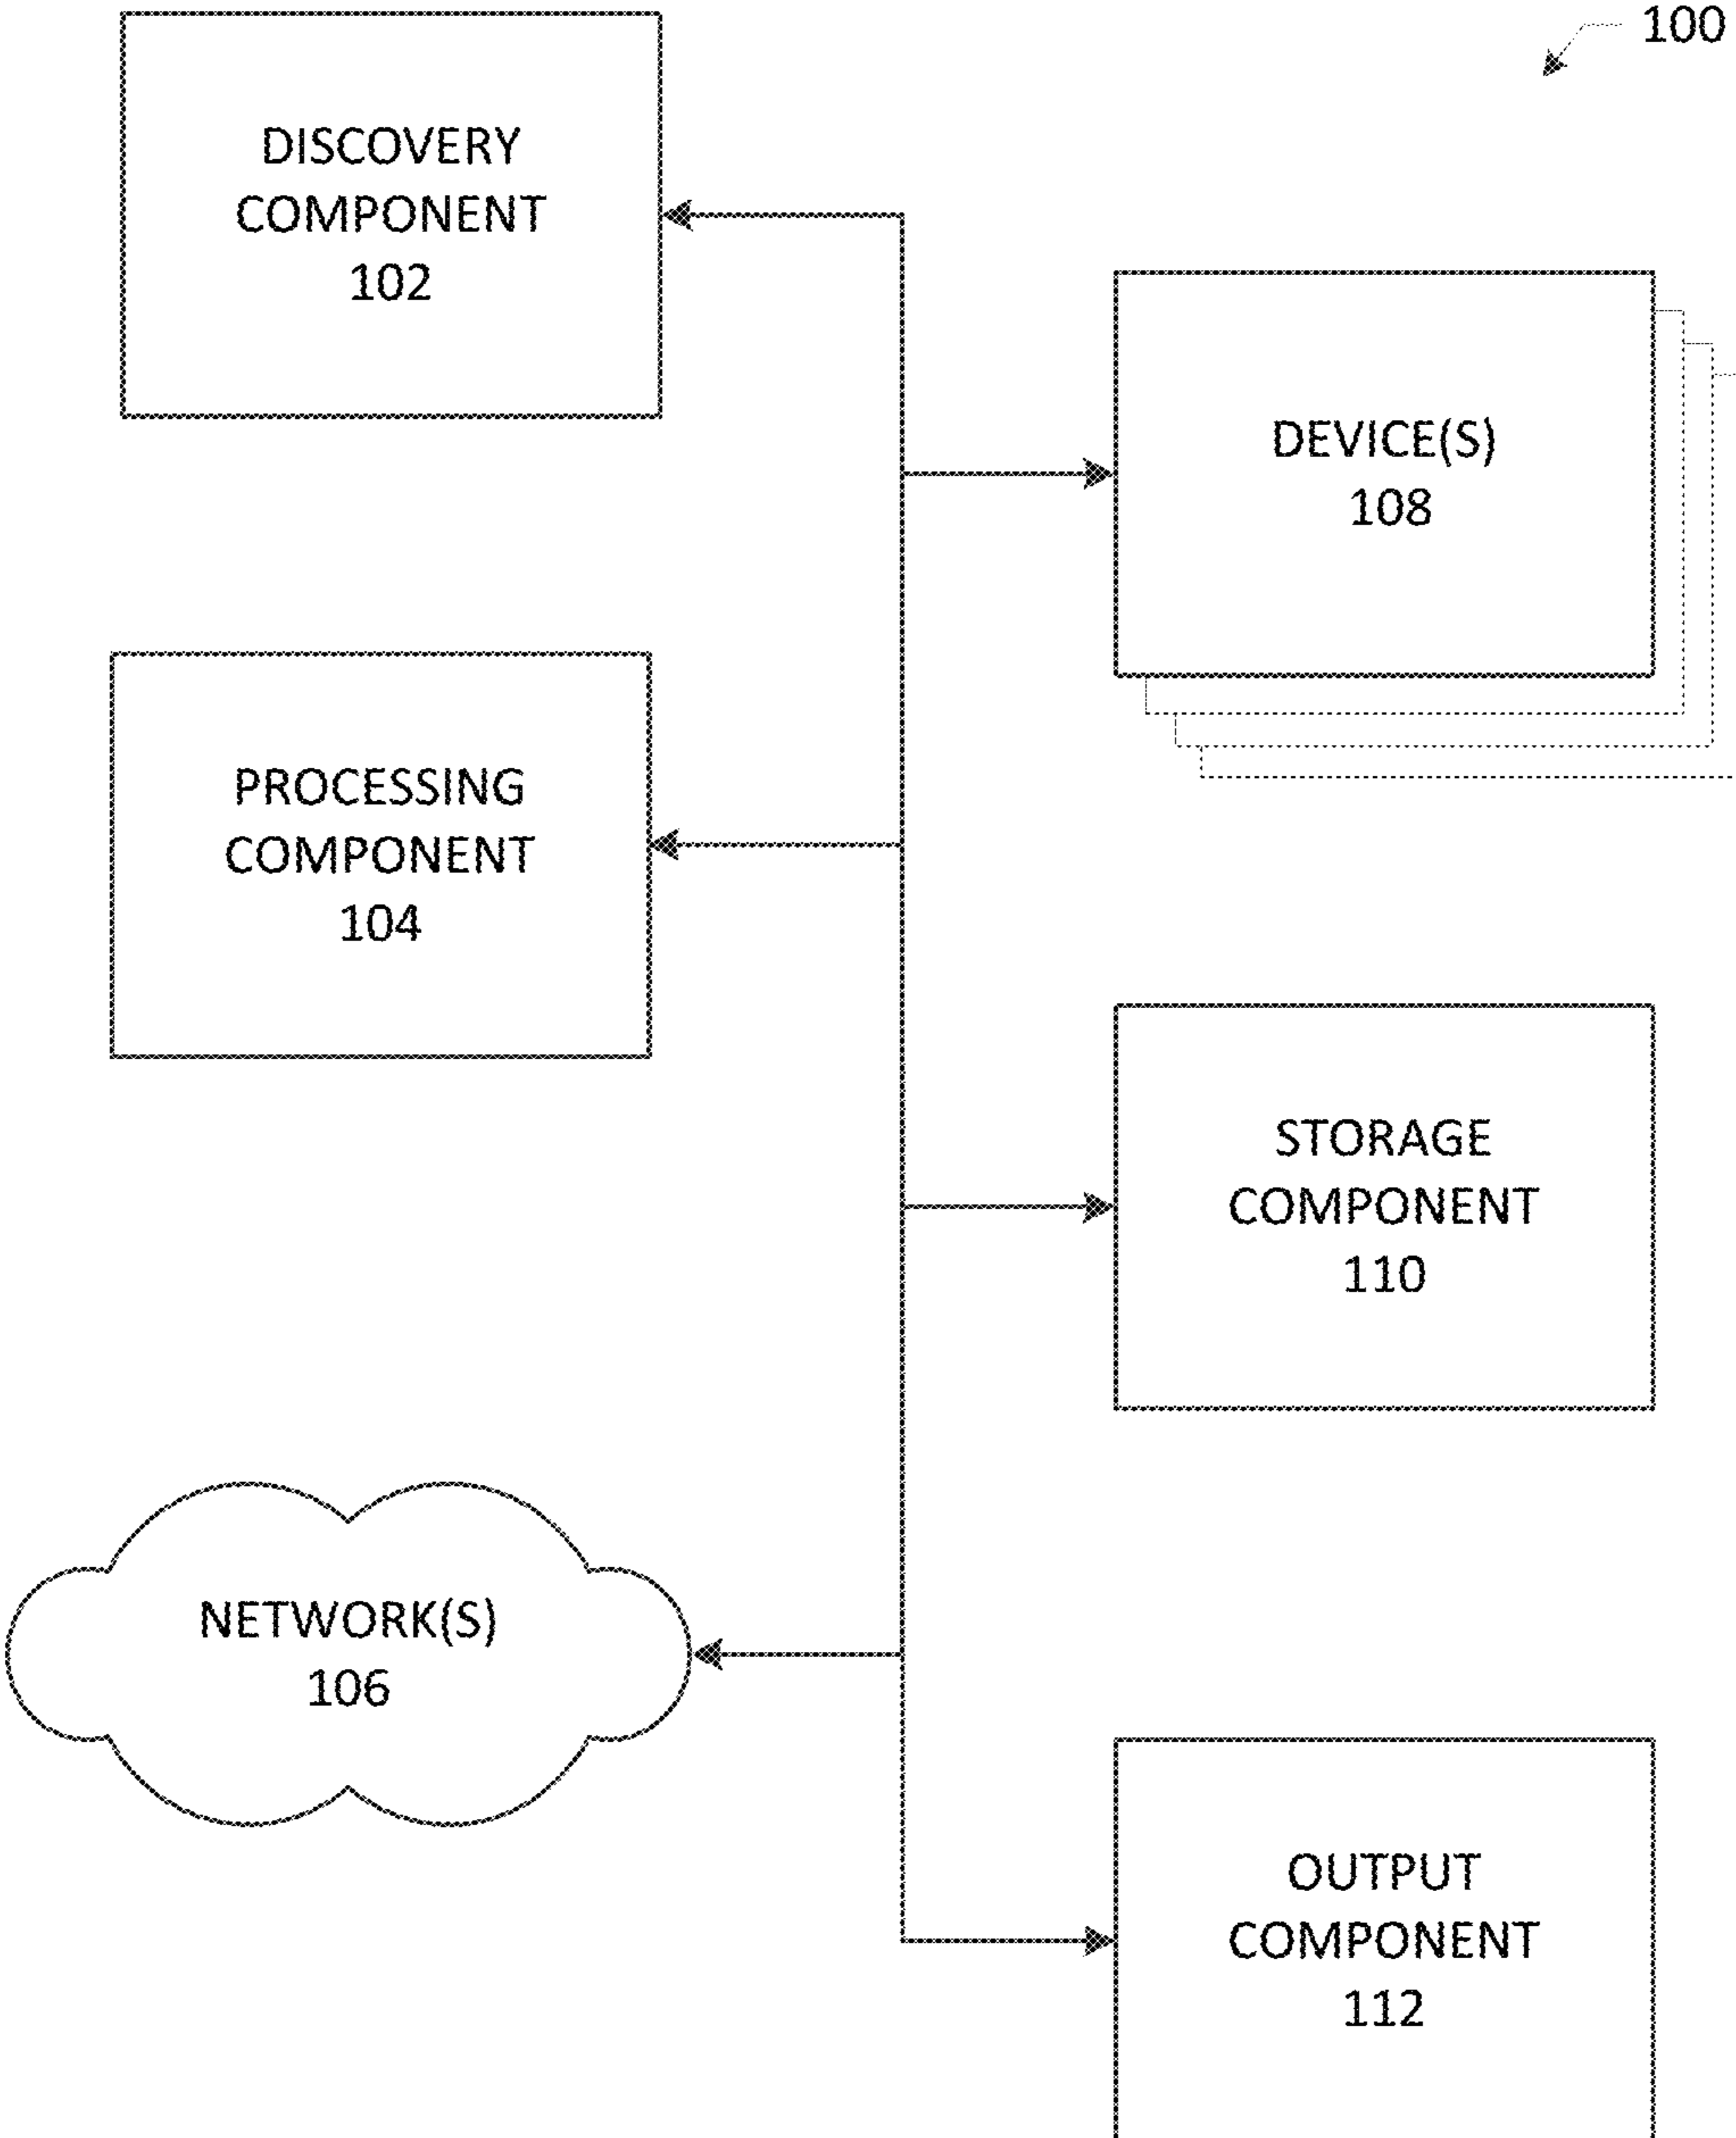 100
DISCOVERY
COMPONENT
102
DEVICE(S)
108
PROCESSING
COMPONENT
104
STORAGE
COMPONENT
110
NETWORK(S)
106
OUTPUT
COMPONENT
112